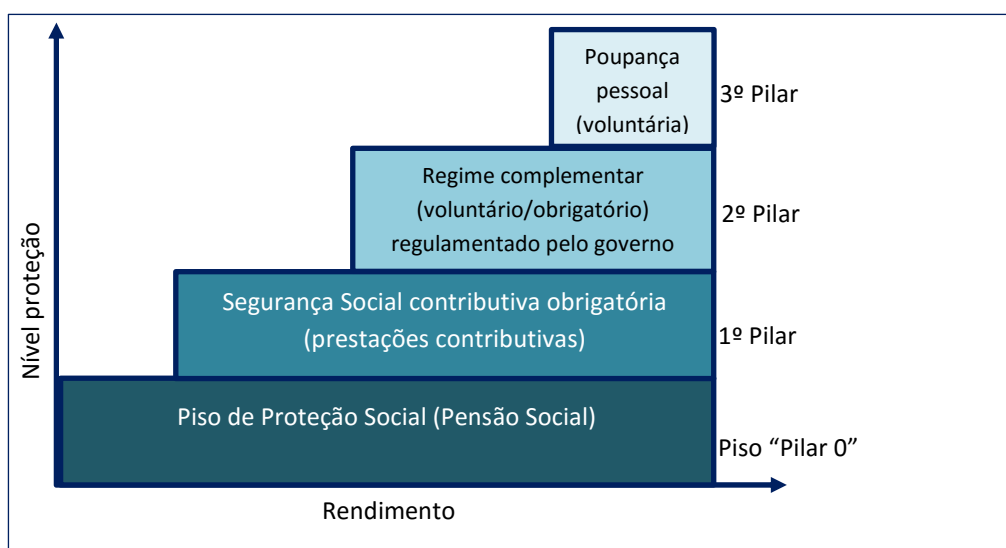 Poupança
pessoal
(voluntária)
3º Pilar
Regime complementar
(voluntário/obrigatório)
regulamentado pelo governo
2º Pilar
Segurança Social contributiva obrigatória
(prestações contributivas)
1º Pilar
Piso de Proteção Social (Pensão Social)
Piso “Pilar 0”
Nível proteção
Rendimento